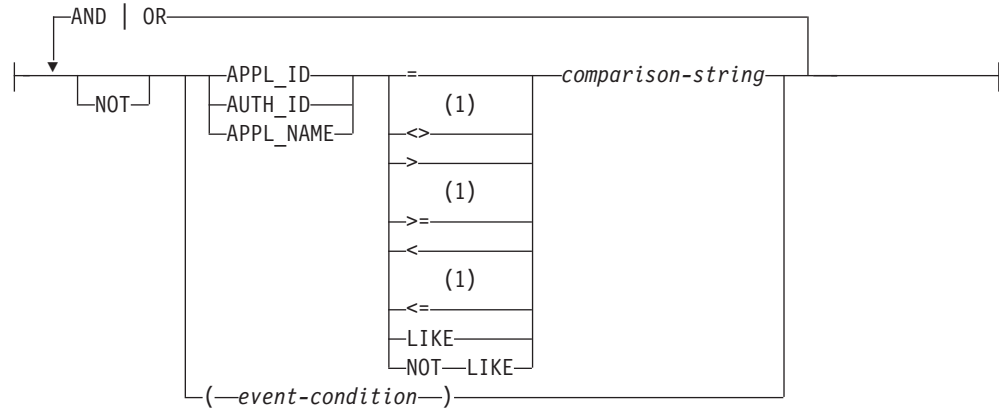 AND | OR
APPL_ID = comparison-string
NOT AUTH_ID (1)
APPL_NAME <>
>
(1)
>=
<
(1)
<=
LIKE
NOT LIKE
( event-condition )